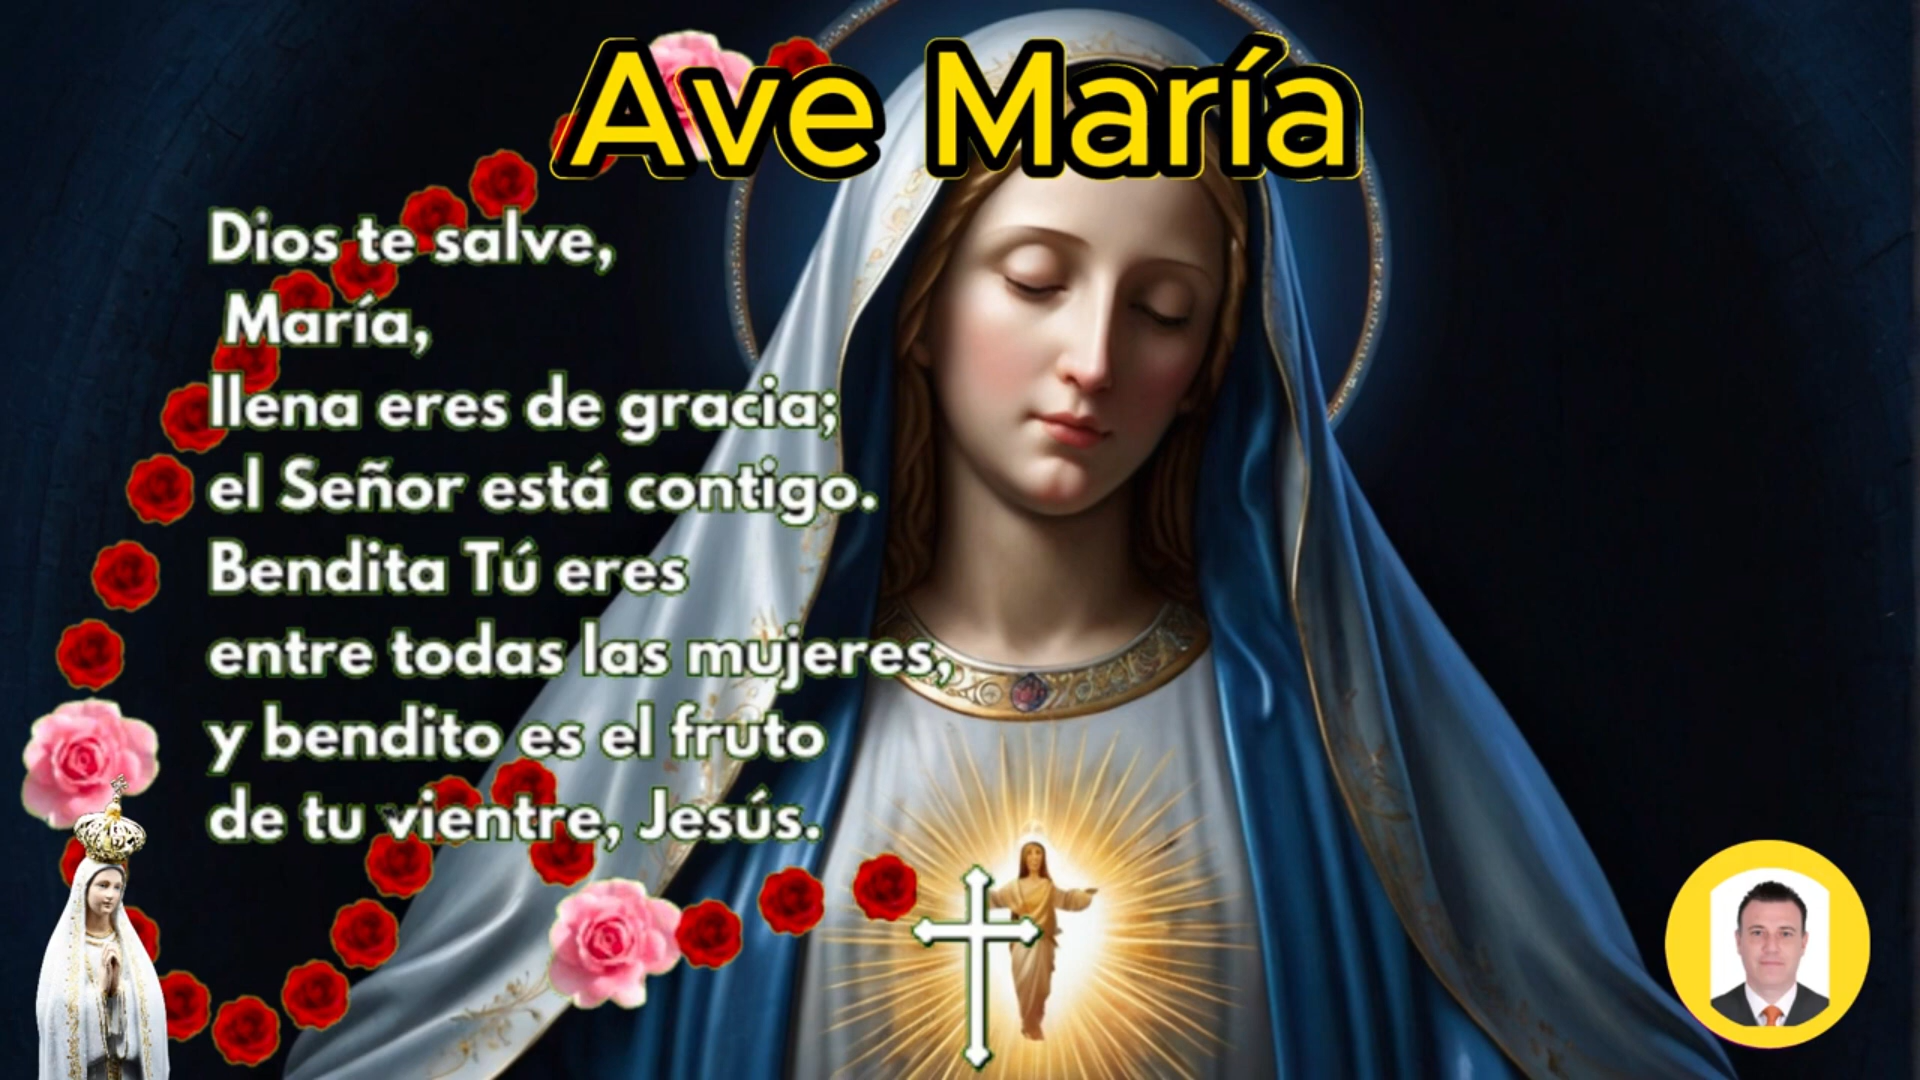 Ave María
Dios te salve,
María,
llena eres de gracia;
el Señor está contigo.
Bendita Tú eres
entre todas las mujeres,
y bendito es el fruto
de tu vientre, Jesús.